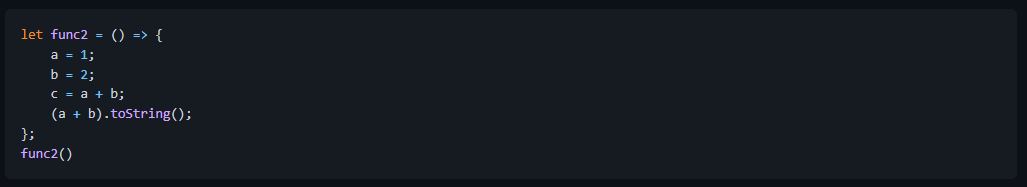 let func2 = () => {
    a = 1;
    b = 2;
    c = a + b;
    (a + b).toString();
};
func2()